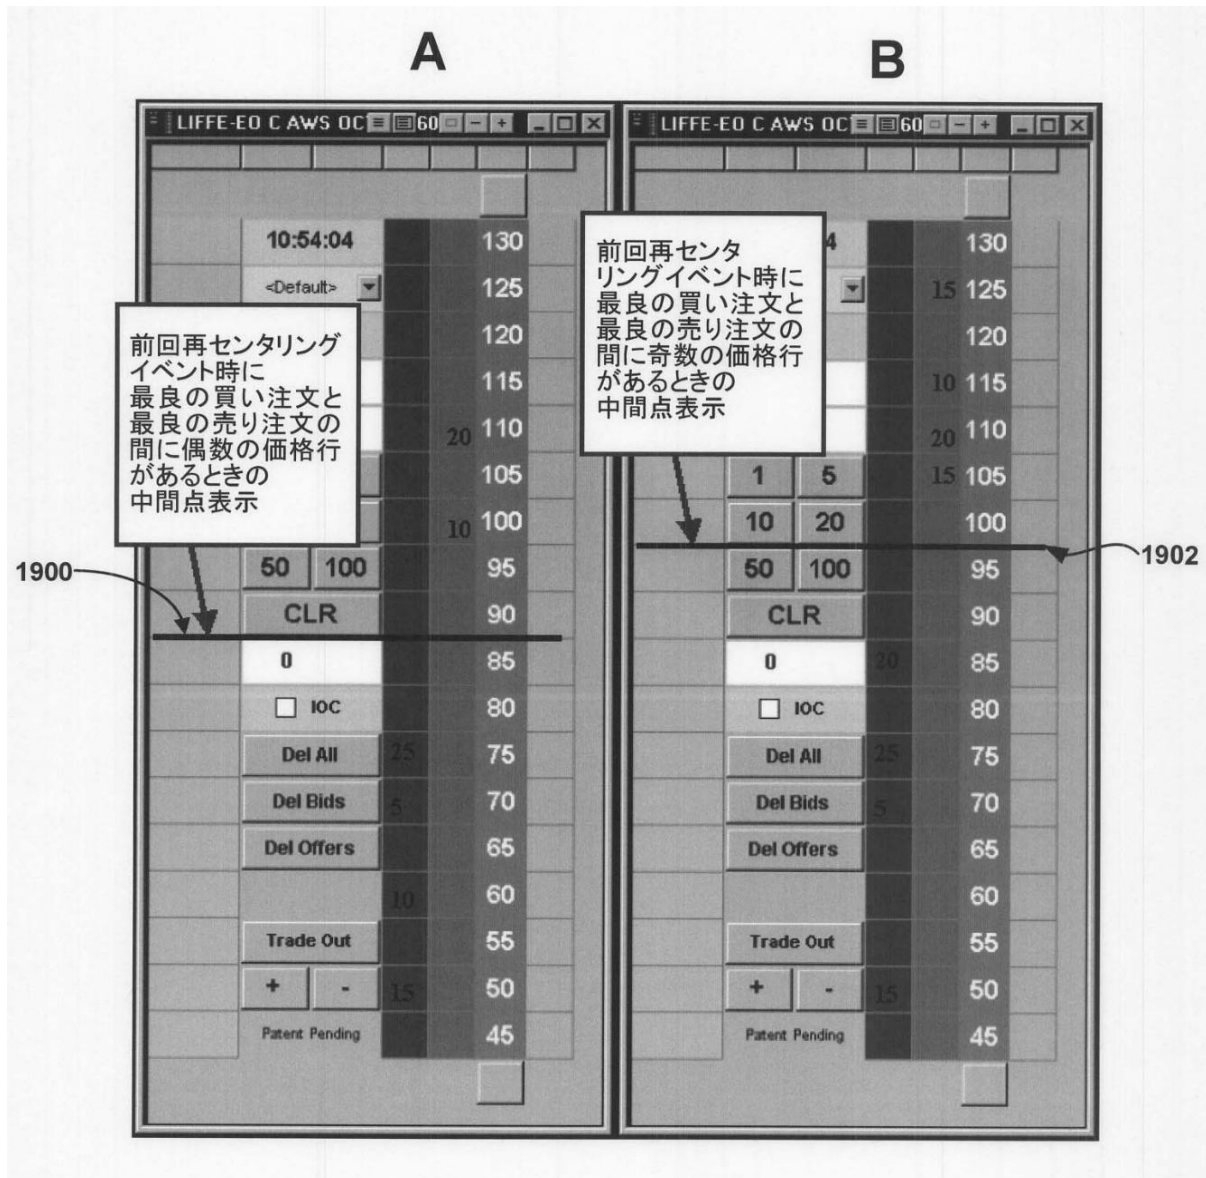 A
B
LIFFE-EO C AWS OC 60
LIFFE-EO C AWS OC 60
10:54:04
130
<Default>
125
120
115
20 110
105
10 100
50 100 95
CLR 90
0 85
IOC 80
Del All 25 75
Del Bids 5 70
Del Offers 65
10 60
Trade Out 55
+ - 15 50
Patent Pending 45
前回再センタリング
イベント時に
最良の買い注文と
最良の売り注文の
間に偶数の価格行
があるときの
中間点表示
1900
4 130
15 125
120
10 115
20 110
1 5 15 105
10 20 100
50 100 95
CLR 90
0 20 85
IOC 80
Del All 25 75
Del Bids 5 70
Del Offers 65
60
Trade Out 55
+ - 15 50
Patent Pending 45
前回再センタ
リングイベント時に
最良の買い注文と
最良の売り注文の
間に奇数の価格行
があるときの
中間点表示
1902